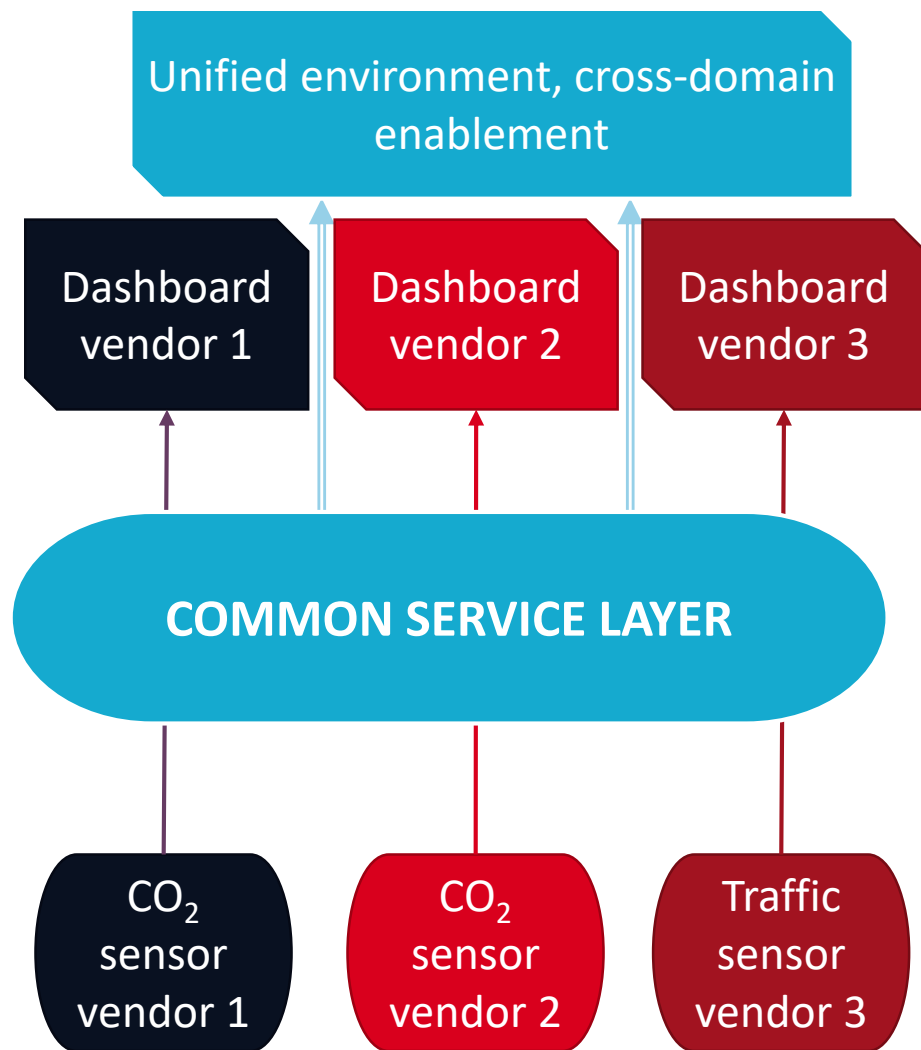 Unified environment, cross-domain
enablement
Dashboard
vendor 1
Dashboard
vendor 2
Dashboard
vendor 3
COMMON SERVICE LAYER
CO₂
sensor
vendor 1
CO₂
sensor
vendor 2
Traffic
sensor
vendor 3